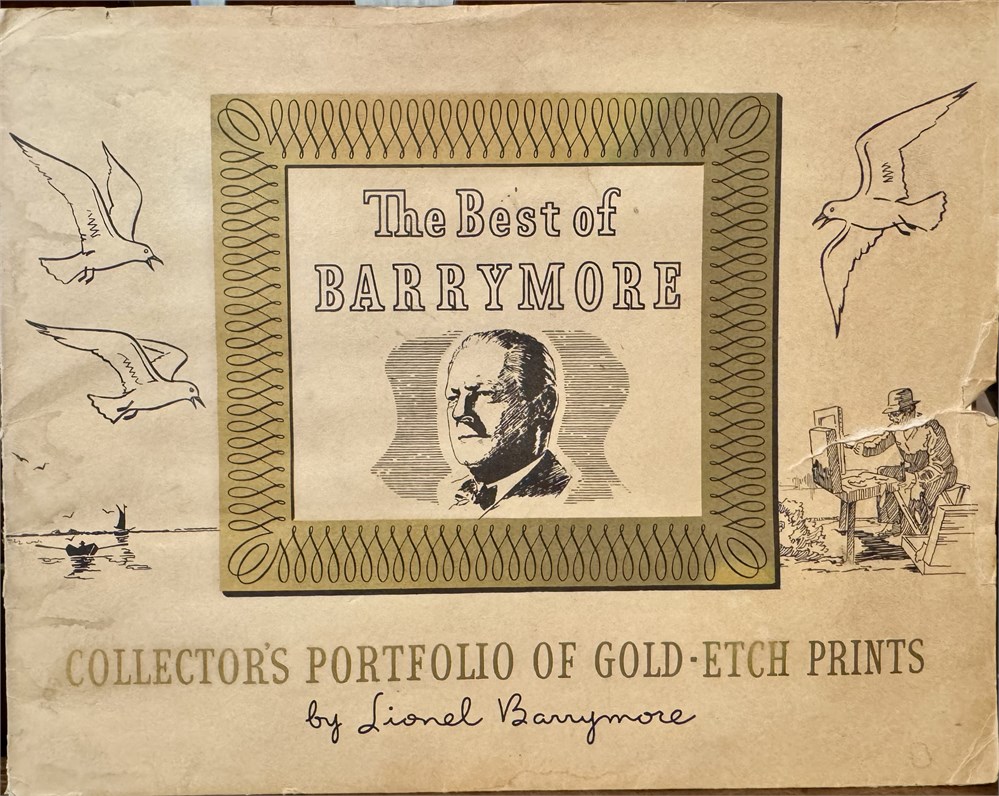 The Best of
BARRYMORE
COLLECTOR'S PORTFOLIO OF GOLD-ETCH PRINTS
by Lionel Barrymore